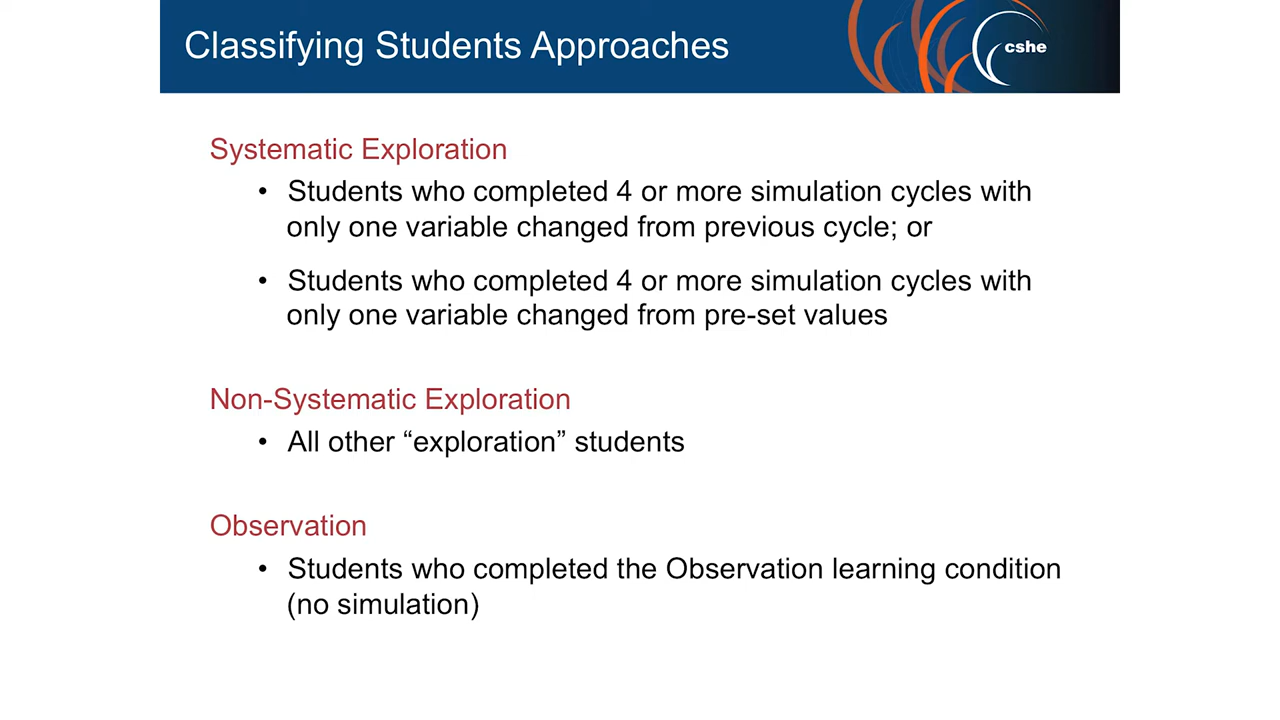 Classifying Students Approaches
cshe
Systematic Exploration
• Students who completed 4 or more simulation cycles with
only one variable changed from previous cycle; or
• Students who completed 4 or more simulation cycles with
only one variable changed from pre-set values
Non-Systematic Exploration
• All other “exploration” students
Observation
• Students who completed the Observation learning condition
(no simulation)